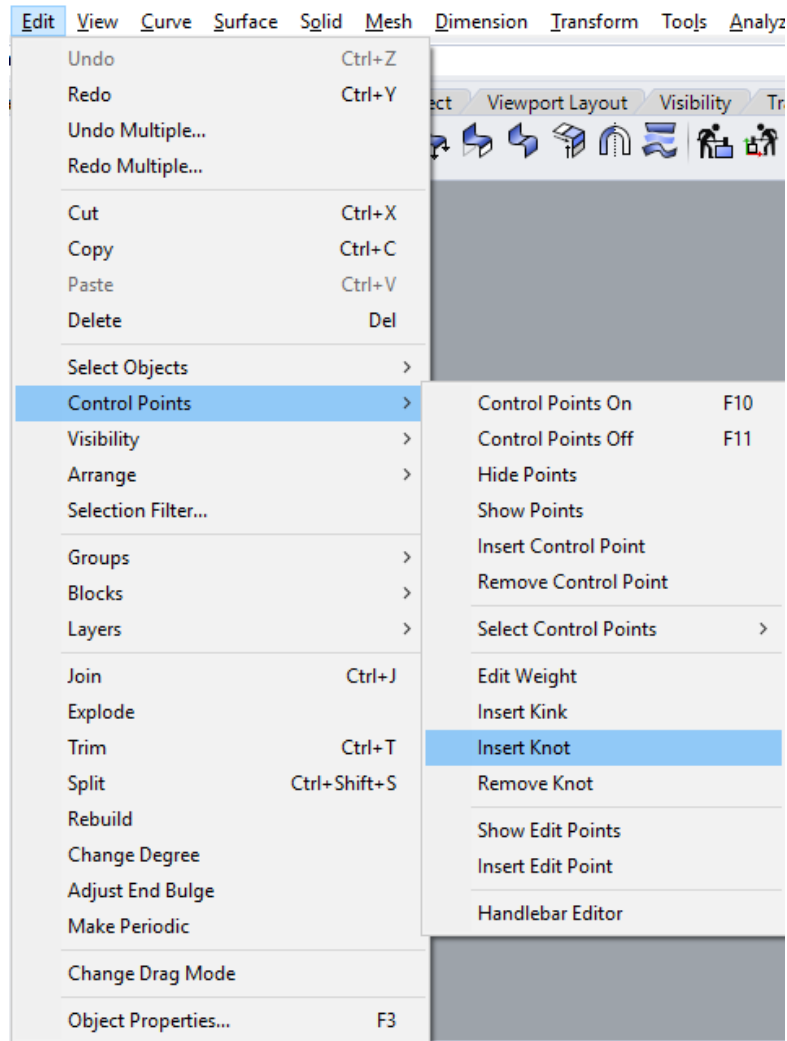 Edit View Curve Surface Solid Mesh Dimension Transform Tools
Viewport Layout Visibility
Undo Ctrl+Z
Redo Ctrl+Y
Undo Multiple...
Redo Multiple...
Cut Ctrl+X
Copy Ctrl+C
Paste Ctrl+V
Delete Del
Select Objects
Control Points
Visibility
Arrange
Selection Filter...
Groups
Blocks
Layers
Join Ctrl+J
Explode
Trim Ctrl+T
Split Ctrl+Shift+S
Rebuild
Change Degree
Adjust End Bulge
Make Periodic
Change Drag Mode
Object Properties... F3
Control Points On F10
Control Points Off F11
Hide Points
Show Points
Insert Control Point
Remove Control Point
Select Control Points
Edit Weight
Insert Kink
Insert Knot
Remove Knot
Show Edit Points
Insert Edit Point
Handlebar Editor